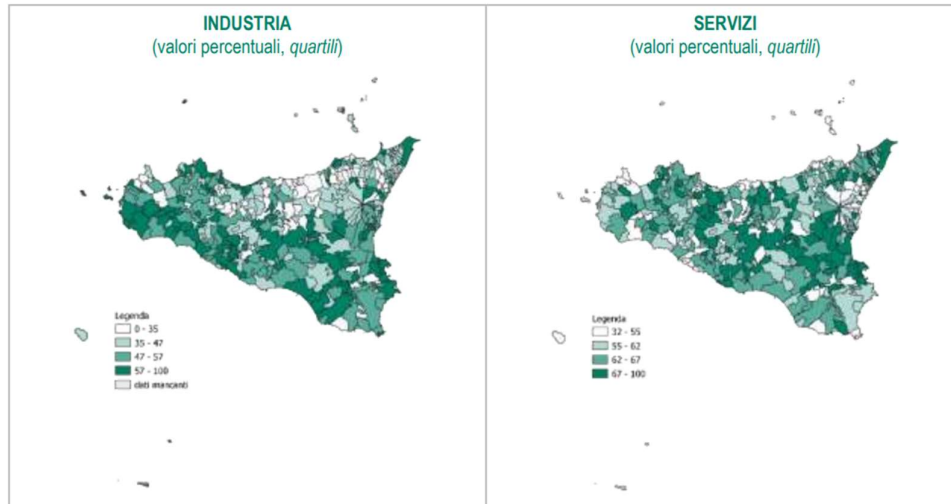 INDUSTRIA
(valori percentuali, quartili)
Legenda
0 - 35
35 - 47
47 - 57
57 - 100
dati mancanti
SERVIZI
(valori percentuali, quartili)
Legenda
32 - 55
55 - 62
62 - 67
67 - 100